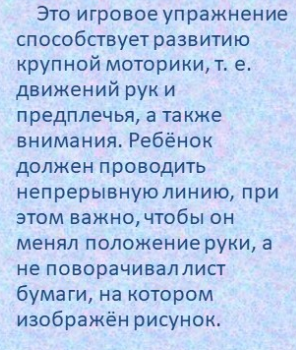 Это игровое упражнение
способствует развитию
крупной моторики, т. е.
движений рук и
предплечья, а также
внимания. Ребёнок
должен проводить
непрерывную линию, при
этом важно, чтобы он
менял положение руки, а
не поворачивал лист
бумаги, на котором
изображён рисунок.